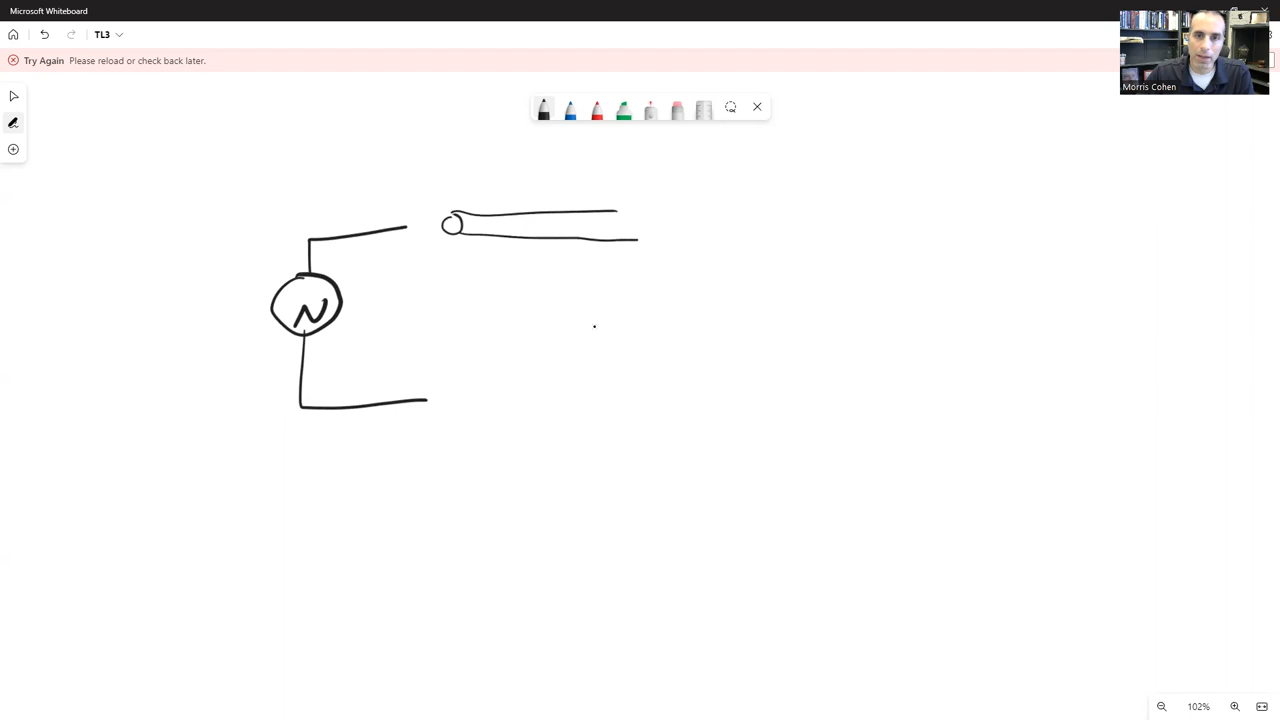 Microsoft Whiteboard
TL3
Try Again Please reload or check back later.
Morris Cohen
N
102%